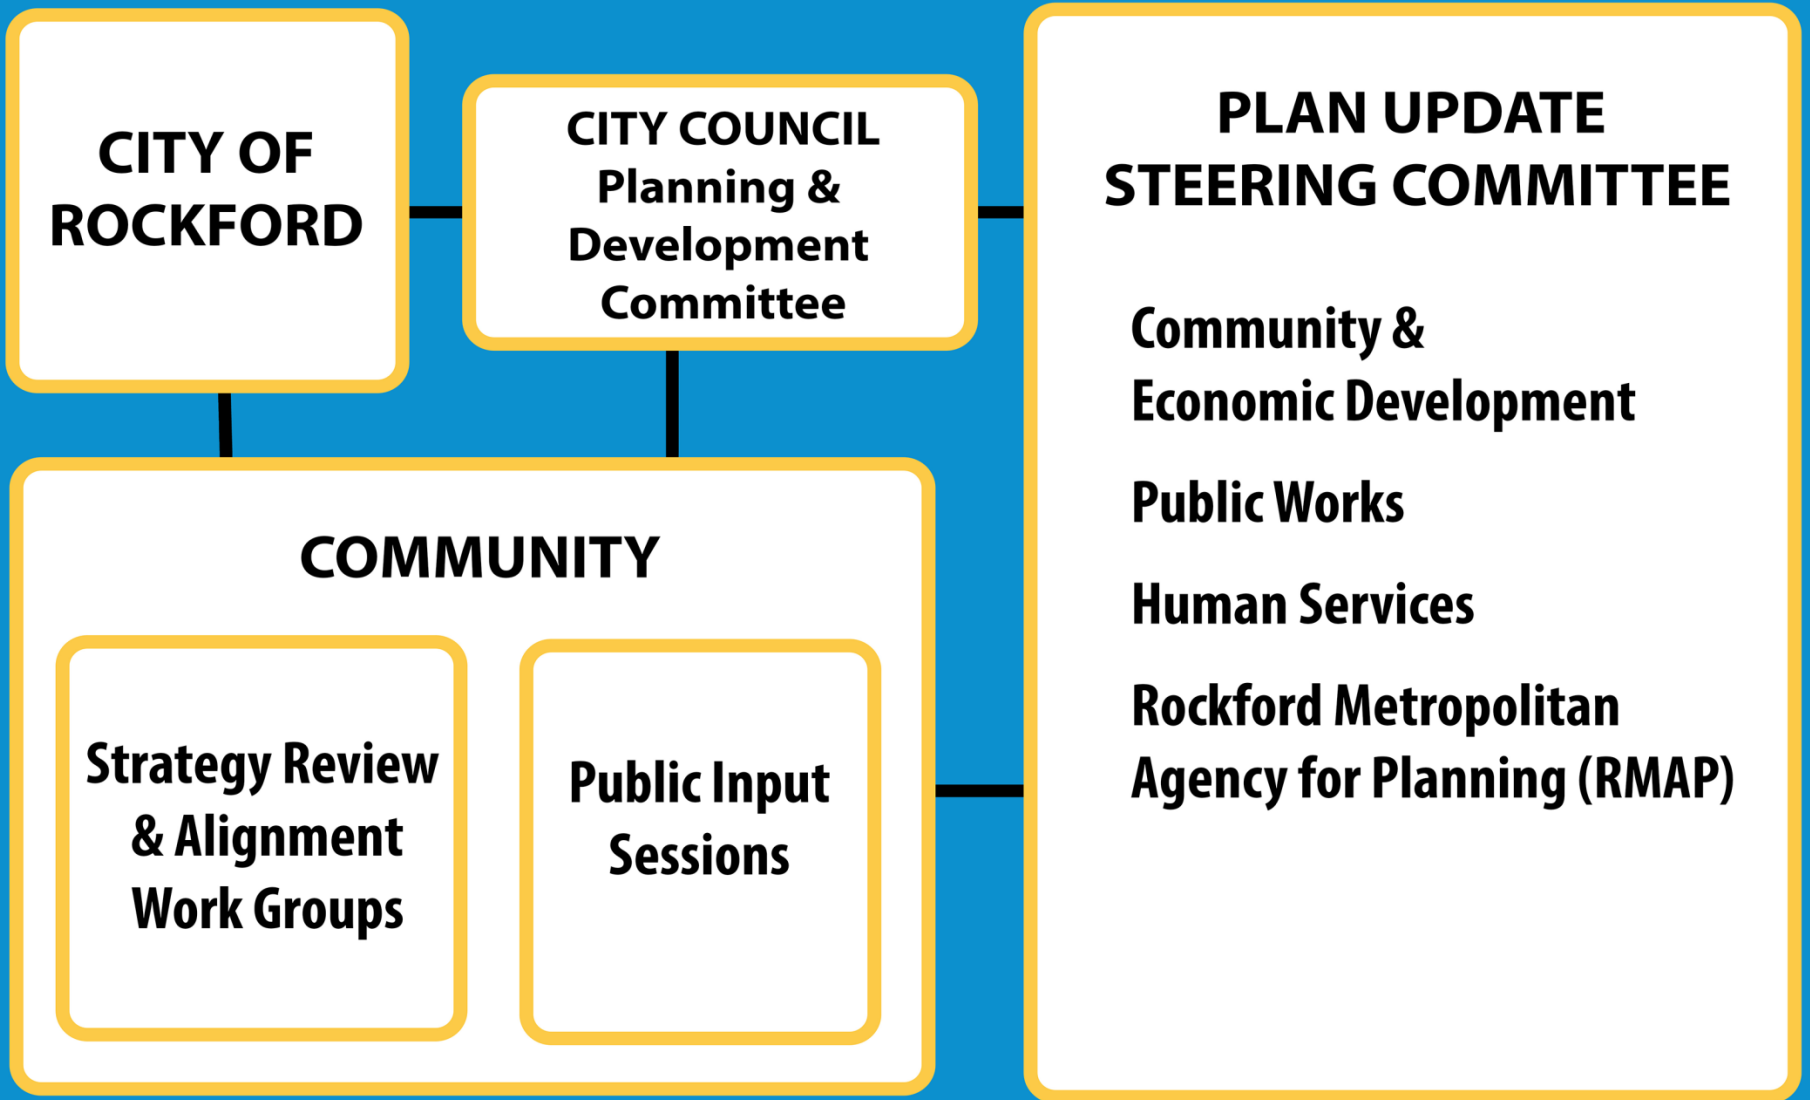 CITY OF
ROCKFORD
CITY COUNCIL
Planning &
Development
Committee
PLAN UPDATE
STEERING COMMITTEE
Community &
Economic Development
Public Works
Human Services
Rockford Metropolitan
Agency for Planning (RMAP)
COMMUNITY
Strategy Review
& Alignment
Work Groups
Public Input
Sessions